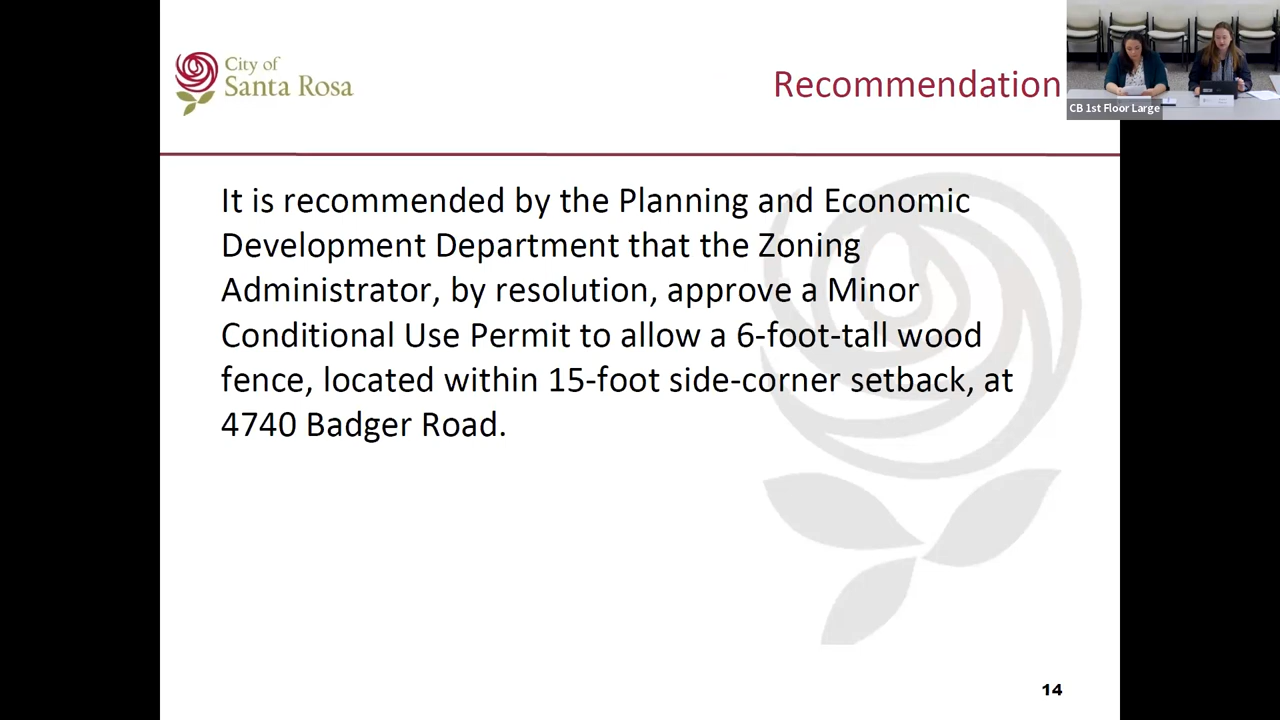 City of
Santa Rosa
Recommendation
CB 1st Floor Large
It is recommended by the Planning and Economic
Development Department that the Zoning
Administrator, by resolution, approve a Minor
Conditional Use Permit to allow a 6-foot-tall wood
fence, located within 15-foot side-corner setback, at
4740 Badger Road.
14